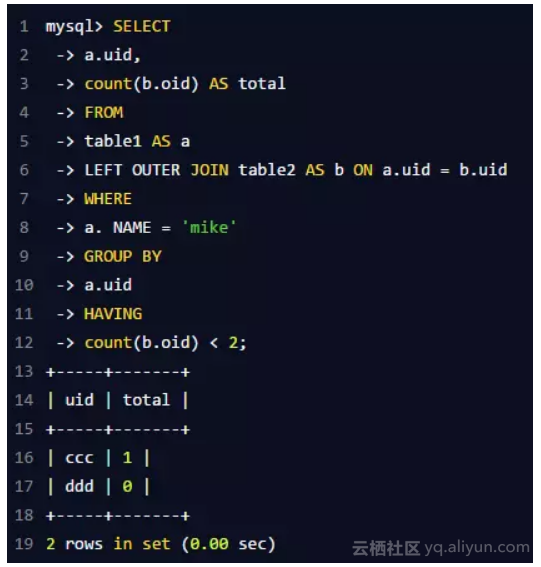 1 mysql> SELECT
2 -> a.uid,
3 -> count(b.oid) AS total
4 -> FROM
5 -> table1 AS a
6 -> LEFT OUTER JOIN table2 AS b ON a.uid = b.uid
7 -> WHERE
8 -> a. NAME = 'mike'
9 -> GROUP BY
10 -> a.uid
11 -> HAVING
12 -> count(b.oid) < 2;
13 +-----+-------+
14 | uid | total |
15 +-----+-------+
16 | ccc | 1 |
17 | ddd | 0 |
18 +-----+-------+
19 2 rows in set (0.00 sec)
云栖社区 yq.aliyun.com